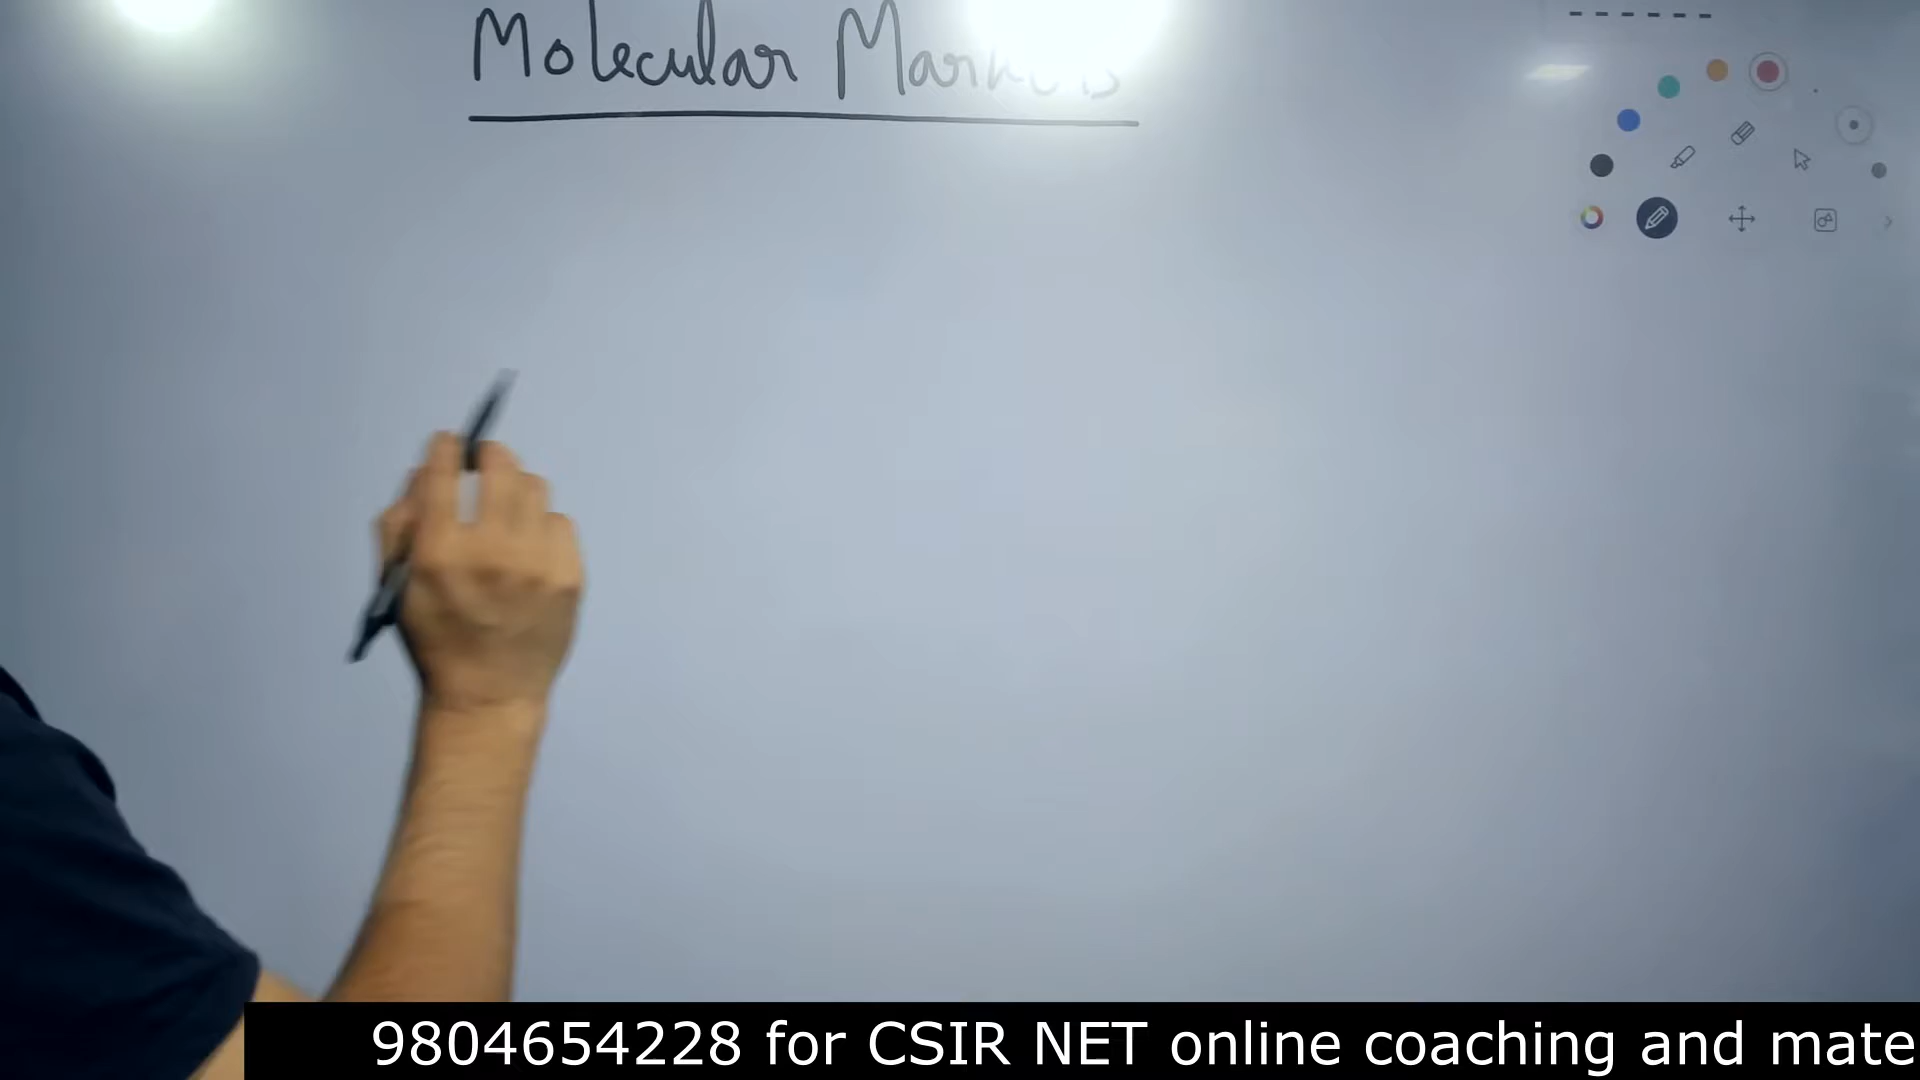 Molecular Markers
9804654228 for CSIR NET online coaching and mate